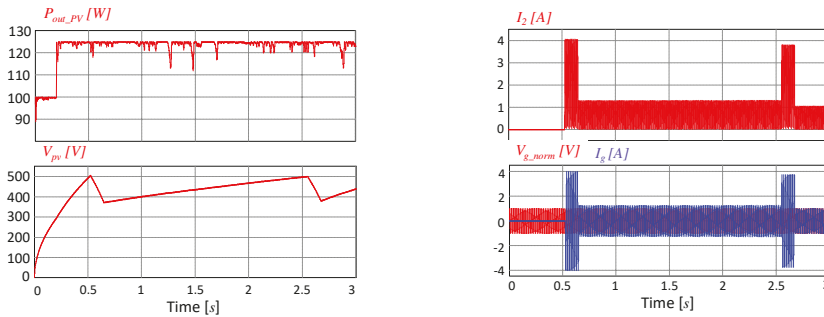 P_out_PV [W]
130
120
110
100
90
V_pv [V]
500
400
300
200
100
0
0 0.5 1 1.5 2 2.5 3
Time [s]
I_2 [A]
4
3
2
1
0
V_g_norm [V] I_g [A]
4
2
0
-2
-4
0 0.5 1 1.5 2 2.5
Time [s]